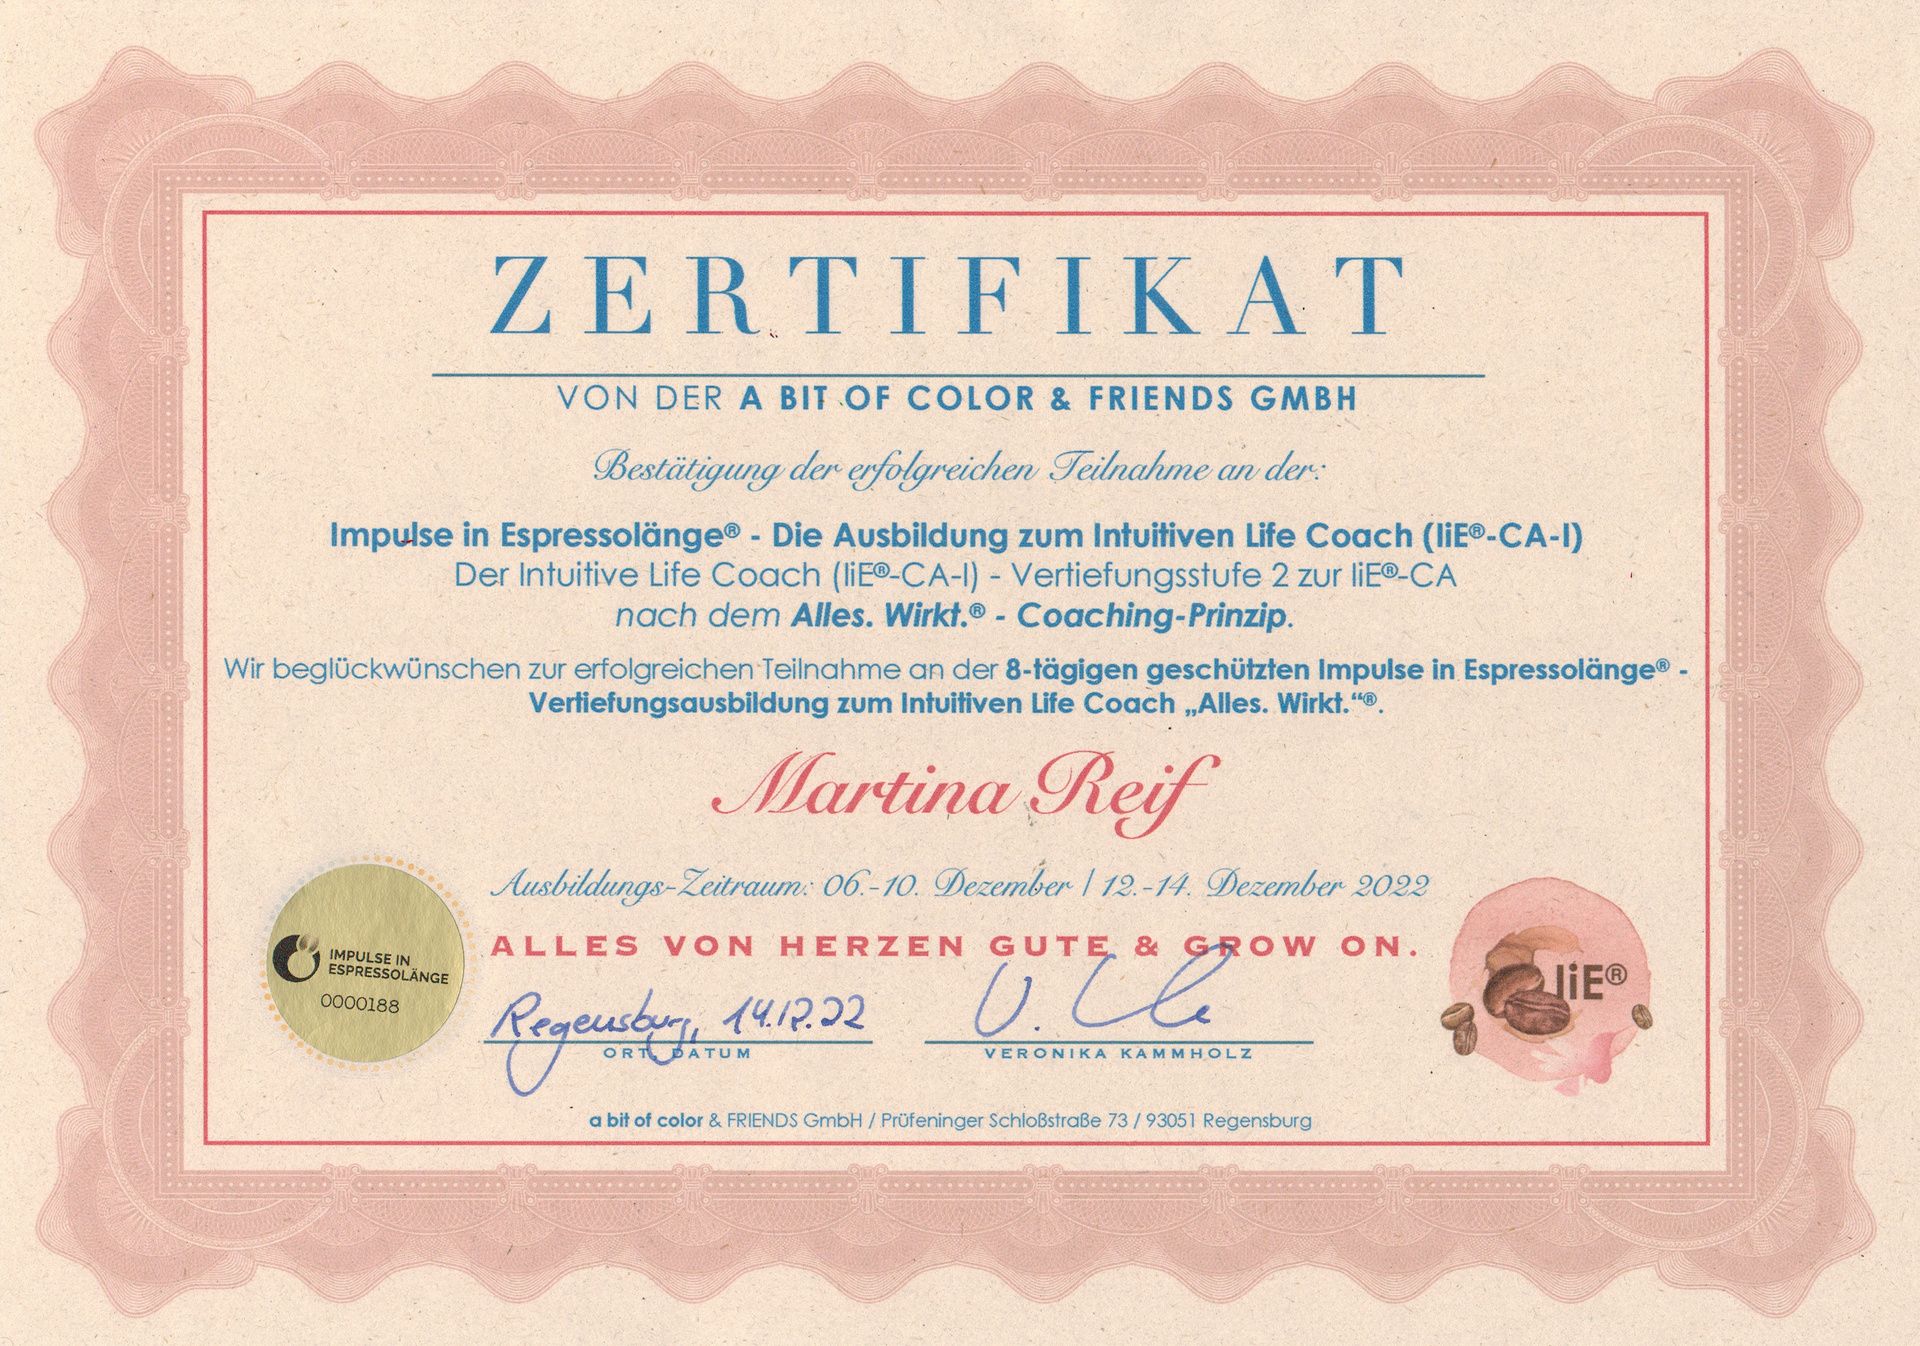 ZERTIFIKAT
VON DER A BIT OF COLOR & FRIENDS GMBH
Bestätigung der erfolgreichen Teilnahme an der:
Impulse in Espressolänge® - Die Ausbildung zum Intuitiven Life Coach (IiE®-CA-I)
Der Intuitive Life Coach (IiE®-CA-I) - Vertiefungsstufe 2 zur IiE®-CA
nach dem Alles. Wirkt.® - Coaching-Prinzip.
Wir beglückwünschen zur erfolgreichen Teilnahme an der 8-tägigen geschützten Impulse in Espressolänge® -
Vertiefungsausbildung zum Intuitiven Life Coach „Alles. Wirkt.“®.
Martina Reif
Ausbildungs-Zeitraum: 06.-10. Dezember | 12.-14. Dezember 2022
ALLES VON HERZEN GUTE & GROW ON.
IMPULSE IN
ESPRESSOLÄNGE
0000188
IiE®
Regensburg, 14.12.22
ORT, DATUM
VERONIKA KAMMHOLZ
a bit of color & FRIENDS GmbH / Prüfeninger Schloßstraße 73 / 93051 Regensburg